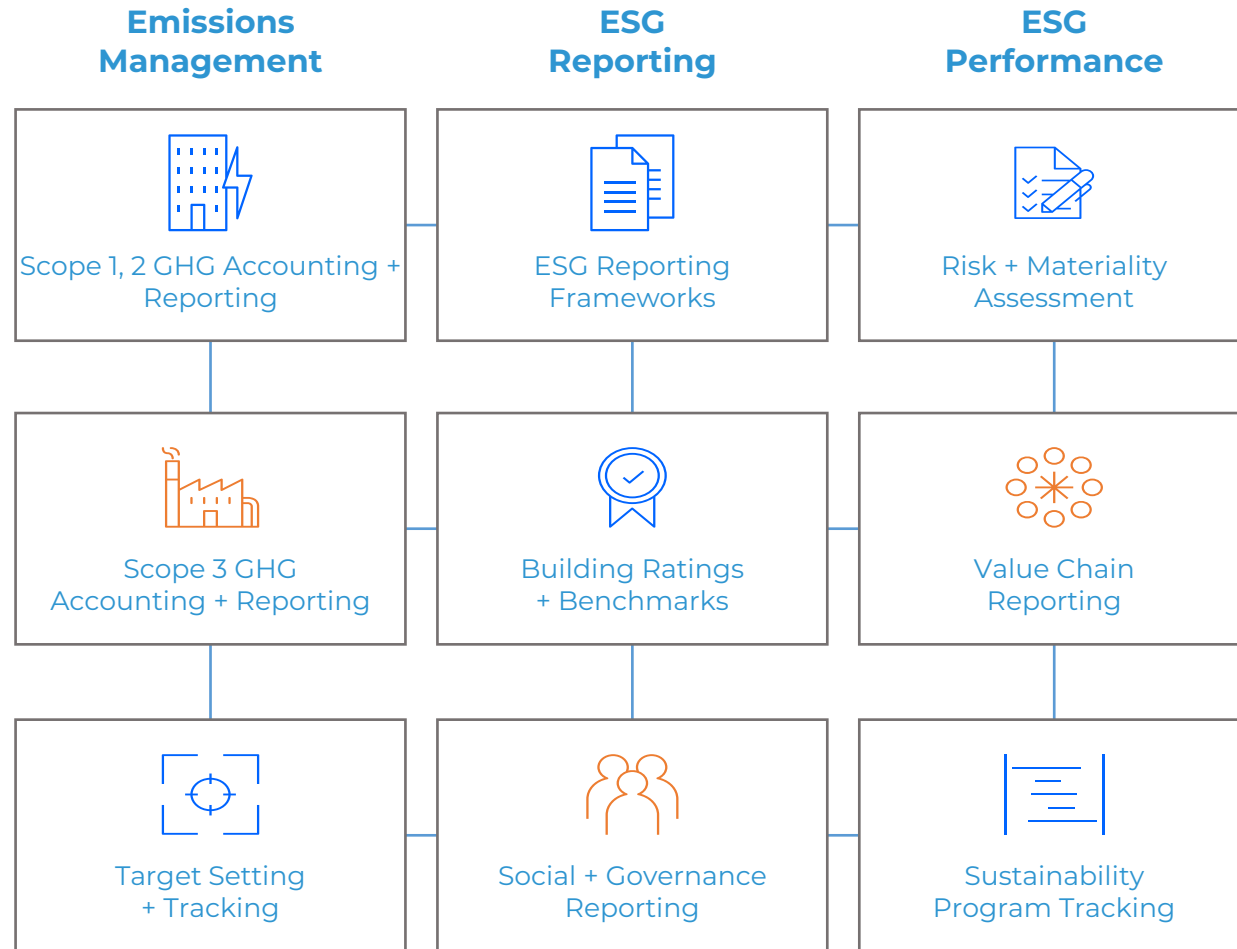 Emissions
Management
ESG
Reporting
ESG
Performance
Scope 1, 2 GHG Accounting +
Reporting
ESG Reporting
Frameworks
Risk + Materiality
Assessment
Scope 3 GHG
Accounting + Reporting
Building Ratings
+ Benchmarks
Value Chain
Reporting
Target Setting
+ Tracking
Social + Governance
Reporting
Sustainability
Program Tracking